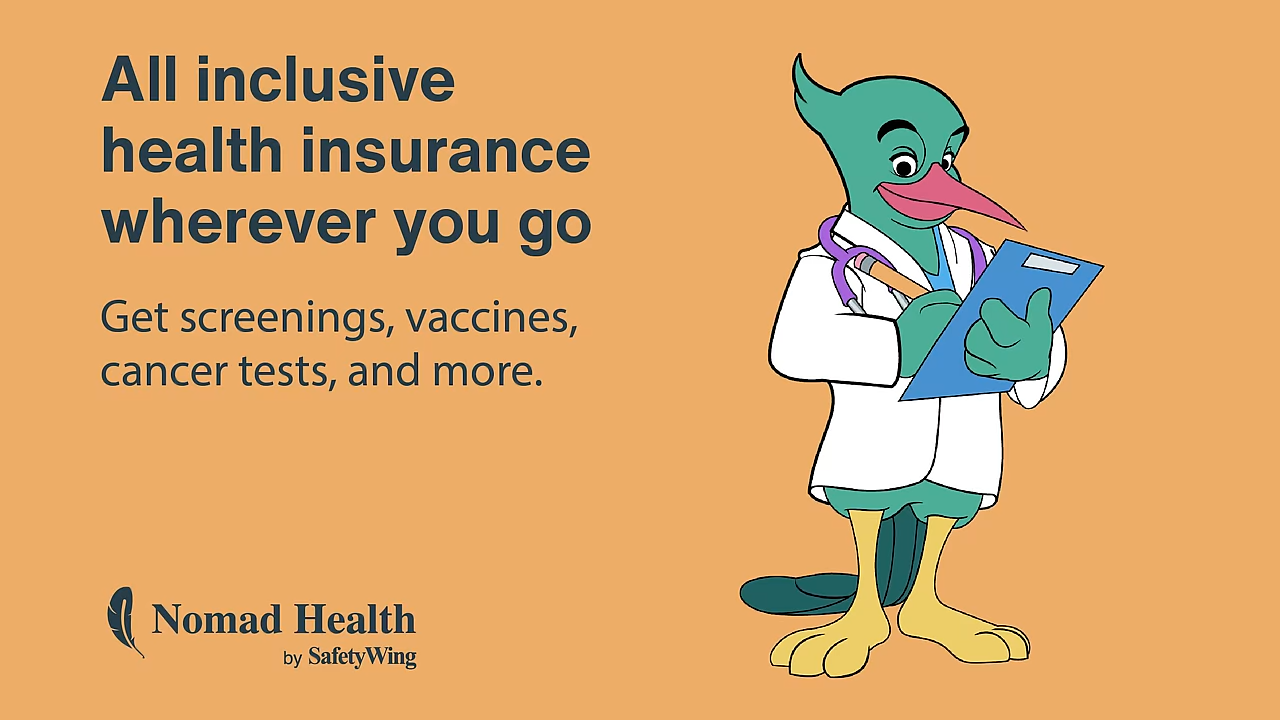 All inclusive
health insurance
wherever you go
Get screenings, vaccines,
cancer tests, and more.
Nomad Health
by SafetyWing